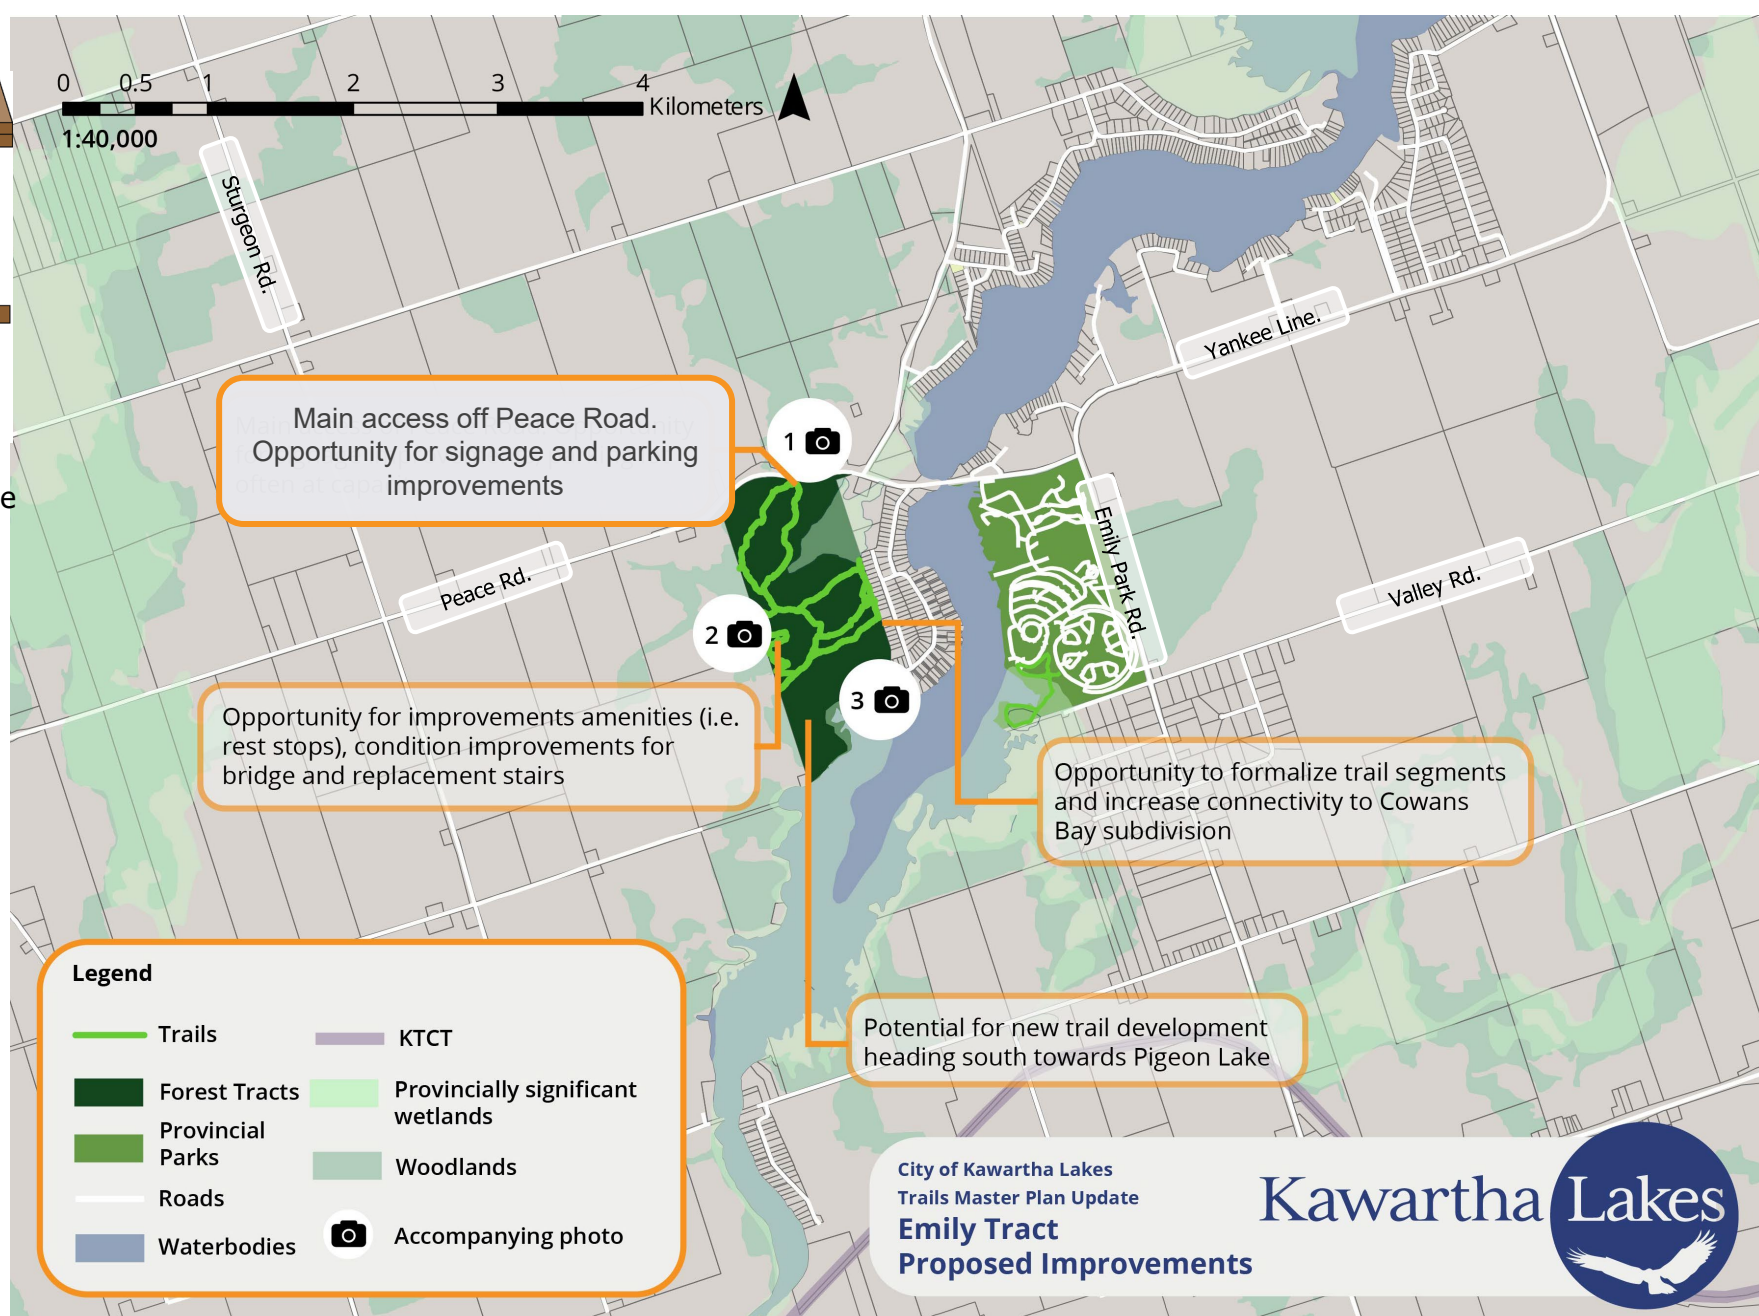 0 0.5 1 2 3 4
Kilometers
1:40,000
Sturgeon Rd.
Yankee Line.
Main access off Peace Road.
Opportunity for signage and parking
improvements
1
e
Emily Park Rd.
Peace Rd.
Valley Rd.
2
3
Opportunity for improvements amenities (i.e.
rest stops), condition improvements for
bridge and replacement stairs
Opportunity to formalize trail segments
and increase connectivity to Cowans
Bay subdivision
Potential for new trail development
heading south towards Pigeon Lake
Legend
Trails
Forest Tracts
Provincial
Parks
Roads
Waterbodies
KTCT
Provincially significant
wetlands
Woodlands
Accompanying photo
City of Kawartha Lakes
Trails Master Plan Update
Emily Tract
Proposed Improvements
Kawartha Lakes